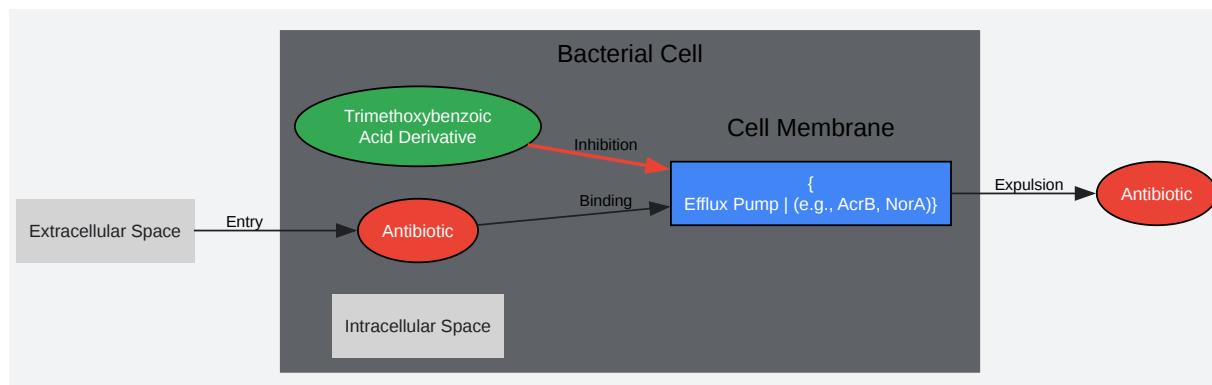 Bacterial Cell
Trimethoxybenzoic
Acid Derivative
Inhibition
Cell Membrane
{
Efflux Pump | (e.g., AcrB, NorA)}
Expulsion
Antibiotic
Extracellular Space
Entry
Antibiotic
Binding
Intracellular Space